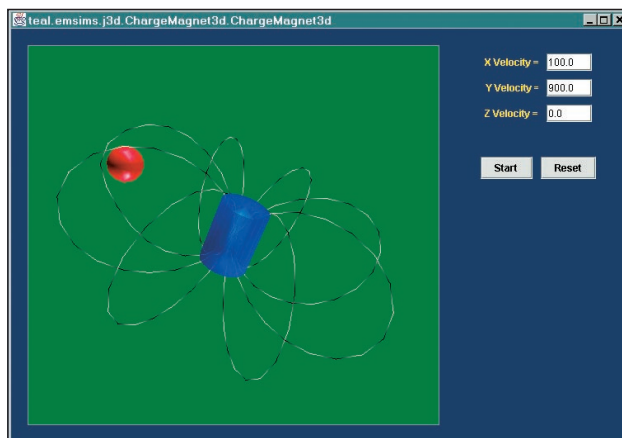 teal.emsims.j3d.ChargeMagnet3d.ChargeMagnet3d
X Velocity = 100.0
Y Velocity = 900.0
Z Velocity = 0.0
Start Reset